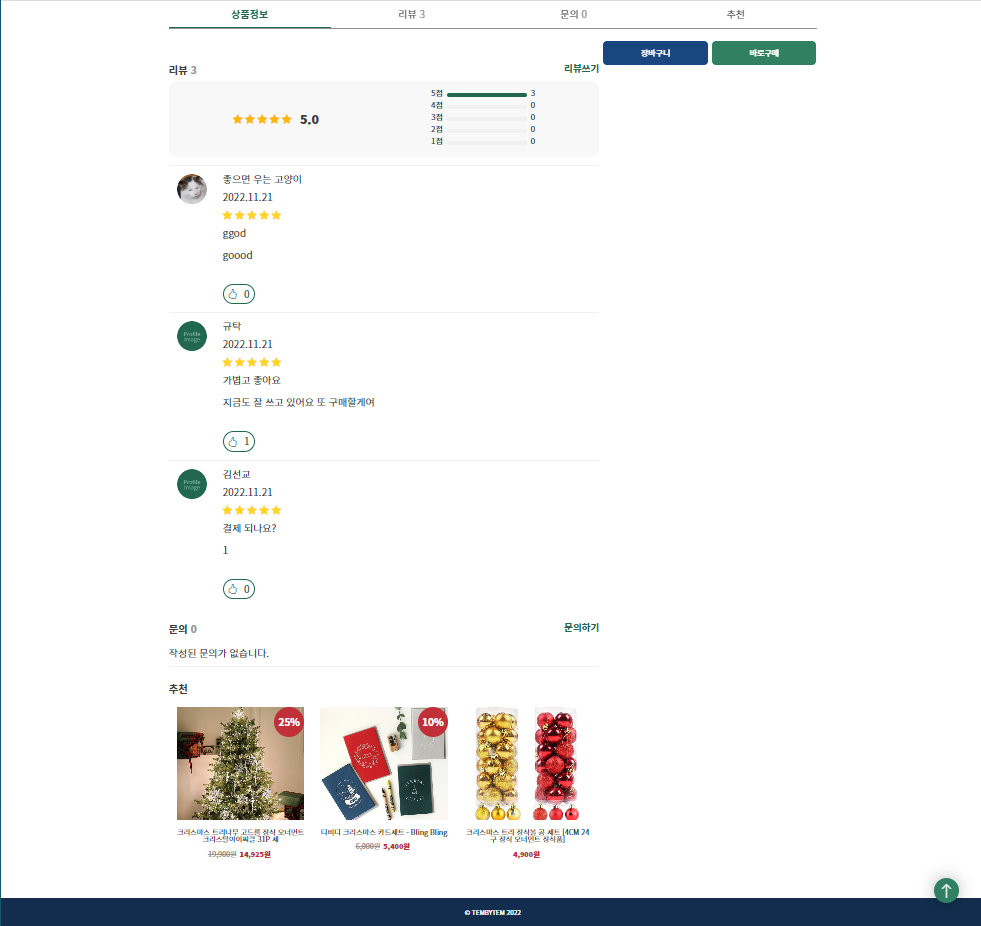 상품정보
리뷰 3
문의 0
추천
장바구니
바로구매
리뷰 3
리뷰쓰기
5.0
5점 3
4점 0
3점 0
2점 0
1점 0
좋으면 우는 고양이
2022.11.21
ggod
goood
0
Profile
Image
규탁
2022.11.21
가볍고 좋아요
지금도 잘 쓰고 있어요 또 구매할게여
1
Profile
Image
김선교
2022.11.21
결제 되나요?
1
0
문의 0
문의하기
작성된 문의가 없습니다.
추천
25%
10%
크리스마스 트리나무 고드름 장식 오너먼트
크리스탈아이씨클 31P 세
19,900원 14,925원
디비디 크리스마스 카드세트 - Bling Bling
6,000원 5,400원
크리스마스 트리 장식볼 공 세트 [4CM 24
구 장식 오너먼트 장식품]
4,900원
© TEMBYTEM 2022